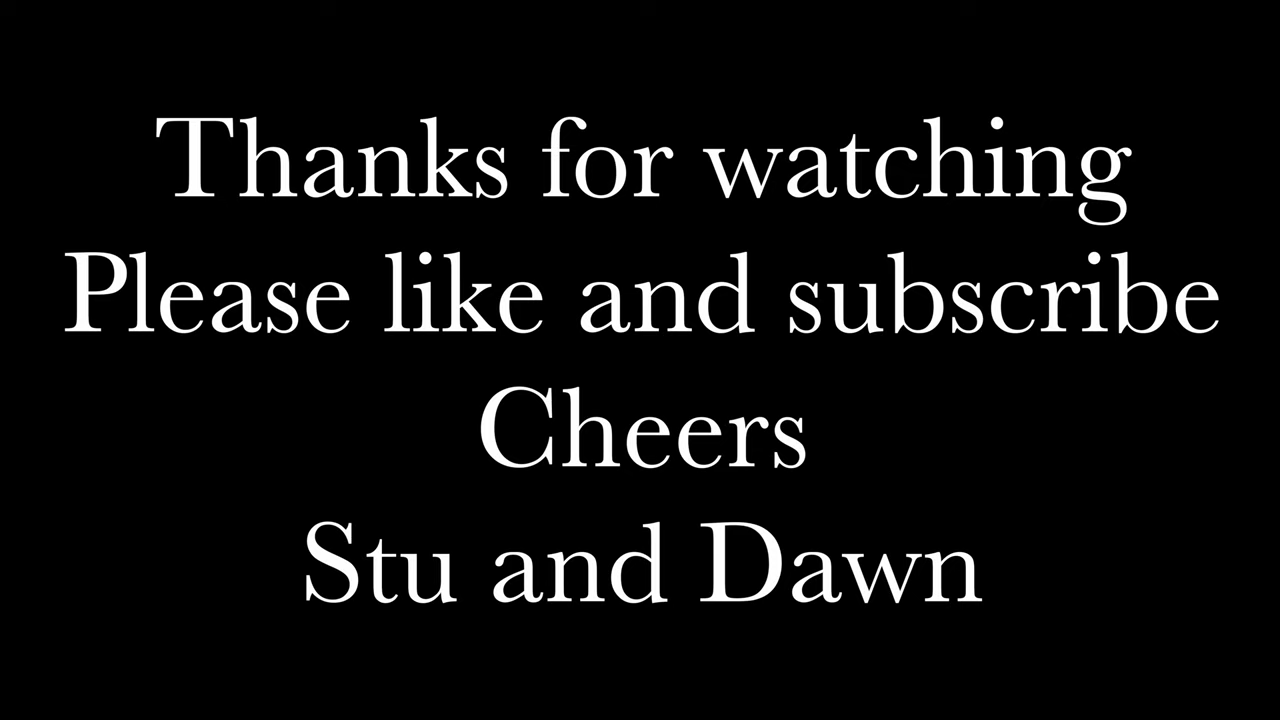 Thanks for watching
Please like and subscribe
Cheers
Stu and Dawn